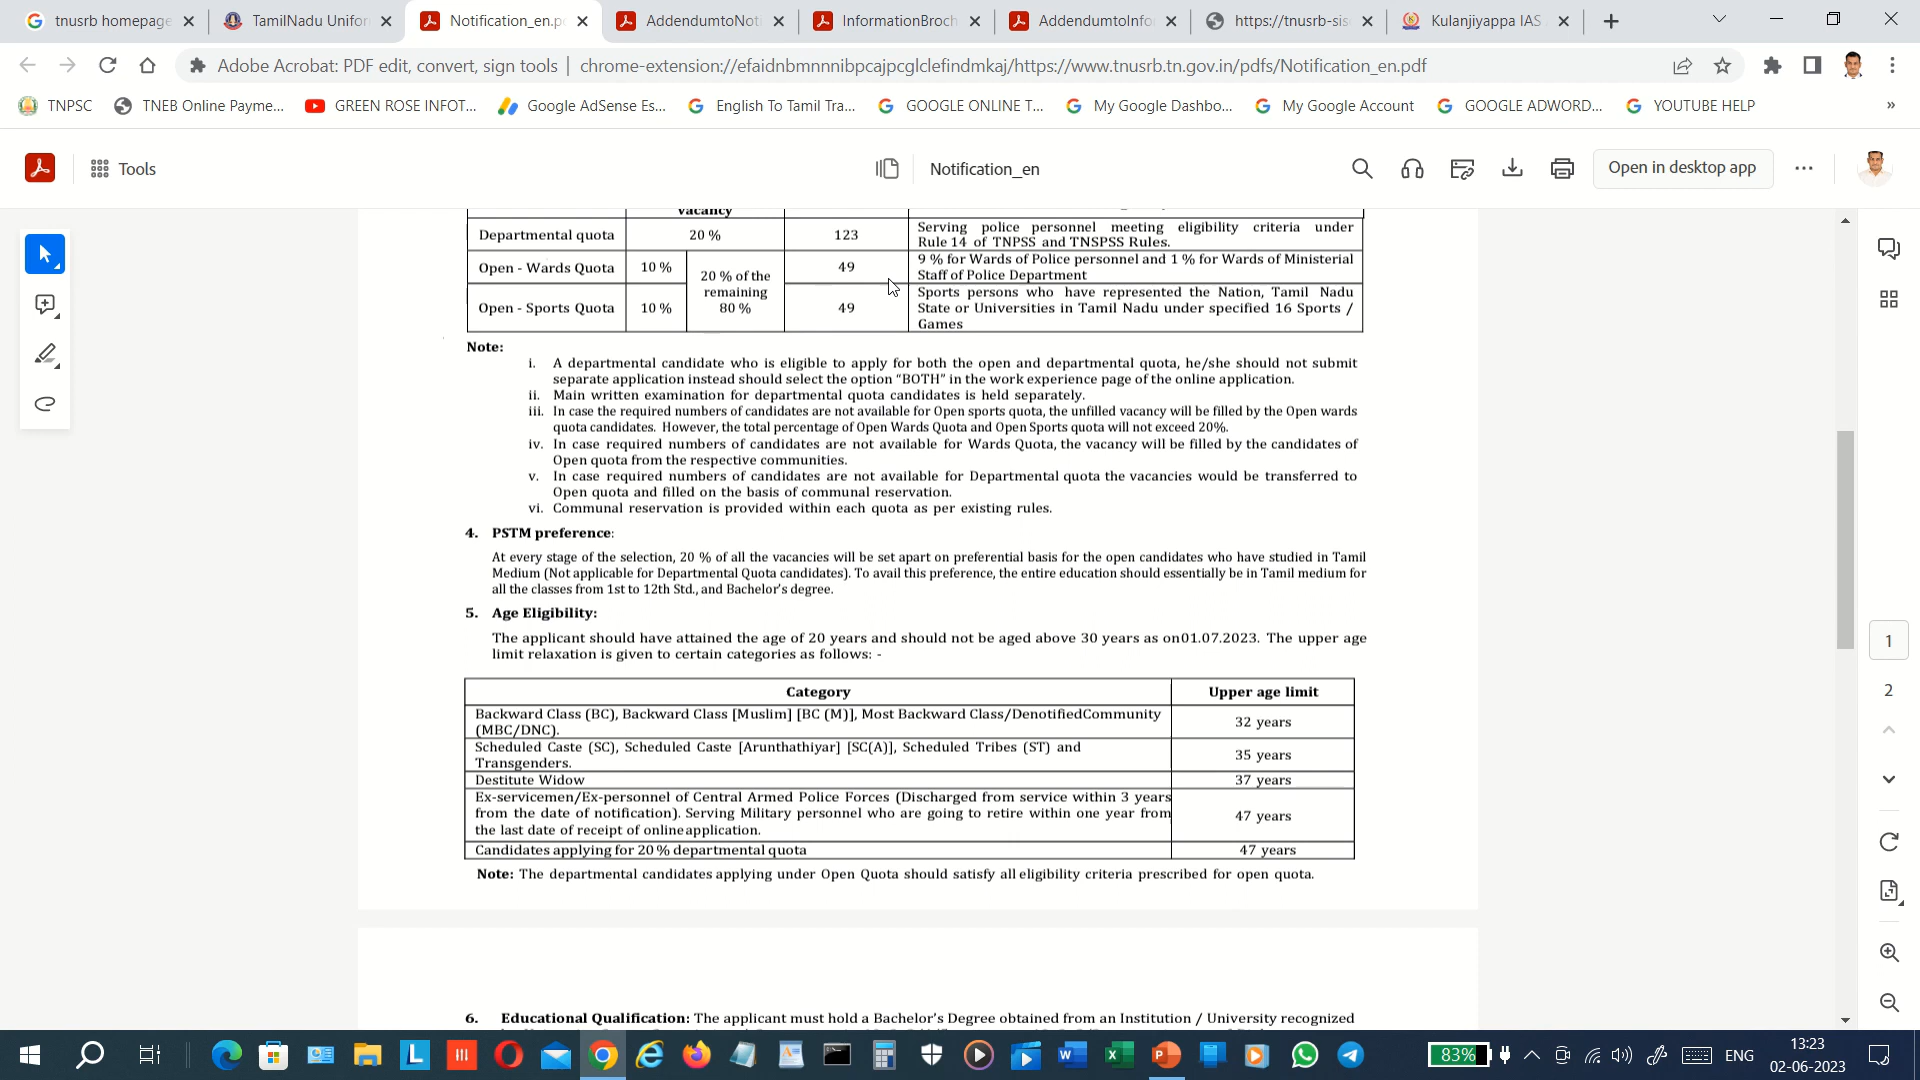 tnusrb homepage
TamilNadu Unifor
Notification_en.p
AddendumtoNoti
InformationBroch
AddendumtoInfo
https://tnusrb-sis
Kulanjiyappa IAS
Adobe Acrobat: PDF edit, convert, sign tools | chrome-extension://efaidnbmnnnibpcajpcglclefindmkaj/https://www.tnusrb.tn.gov.in/pdfs/Notification_en.pdf
TNPSC
TNEB Online Payme...
GREEN ROSE INFOT...
Google AdSense Es...
English To Tamil Tra...
GOOGLE ONLINE T...
My Google Dashbo...
My Google Account
GOOGLE ADWORD...
YOUTUBE HELP
»
Tools
Notification_en
Open in desktop app
vacancy
Departmental quota 20 % 123 Serving police personnel meeting eligibility criteria under
Rule 14 of TNPSS and TNSPSS Rules.
Open - Wards Quota 10 % 20 % of the remaining 80 % 49 9 % for Wards of Police personnel and 1 % for Wards of Ministerial
Staff of Police Department
Open - Sports Quota 10 % 49 Sports persons who have represented the Nation, Tamil Nadu
State or Universities in Tamil Nadu under specified 16 Sports /
Games
Note:
i. A departmental candidate who is eligible to apply for both the open and departmental quota, he/she should not submit
separate application instead should select the option “BOTH” in the work experience page of the online application.
ii. Main written examination for departmental quota candidates is held separately.
iii. In case the required numbers of candidates are not available for Open sports quota, the unfilled vacancy will be filled by the Open wards
quota candidates. However, the total percentage of Open Wards Quota and Open Sports quota will not exceed 20%.
iv. In case required numbers of candidates are not available for Wards Quota, the vacancy will be filled by the candidates of
Open quota from the respective communities.
v. In case required numbers of candidates are not available for Departmental quota the vacancies would be transferred to
Open quota and filled on the basis of communal reservation.
vi. Communal reservation is provided within each quota as per existing rules.
4. PSTM preference:
At every stage of the selection, 20 % of all the vacancies will be set apart on preferential basis for the open candidates who have studied in Tamil
Medium (Not applicable for Departmental Quota candidates). To avail this preference, the entire education should essentially be in Tamil medium for
all the classes from 1st to 12th Std., and Bachelor's degree.
5. Age Eligibility:
The applicant should have attained the age of 20 years and should not be aged above 30 years as on01.07.2023. The upper age
limit relaxation is given to certain categories as follows: -
Category Upper age limit
Backward Class (BC), Backward Class [Muslim] [BC (M)], Most Backward Class/DenotifiedCommunity
(MBC/DNC). 32 years
Scheduled Caste (SC), Scheduled Caste [Arunthathiyar] [SC(A)], Scheduled Tribes (ST) and
Transgenders. 35 years
Destitute Widow 37 years
Ex-servicemen/Ex-personnel of Central Armed Police Forces (Discharged from service within 3 years
from the date of notification). Serving Military personnel who are going to retire within one year from
the last date of receipt of onlineapplication. 47 years
Candidates applying for 20 % departmental quota 47 years
Note: The departmental candidates applying under Open Quota should satisfy all eligibility criteria prescribed for open quota.
6. Educational Qualification: The applicant must hold a Bachelor's Degree obtained from an Institution / University recognized
1
2
83%
ENG
13:23
02-06-2023